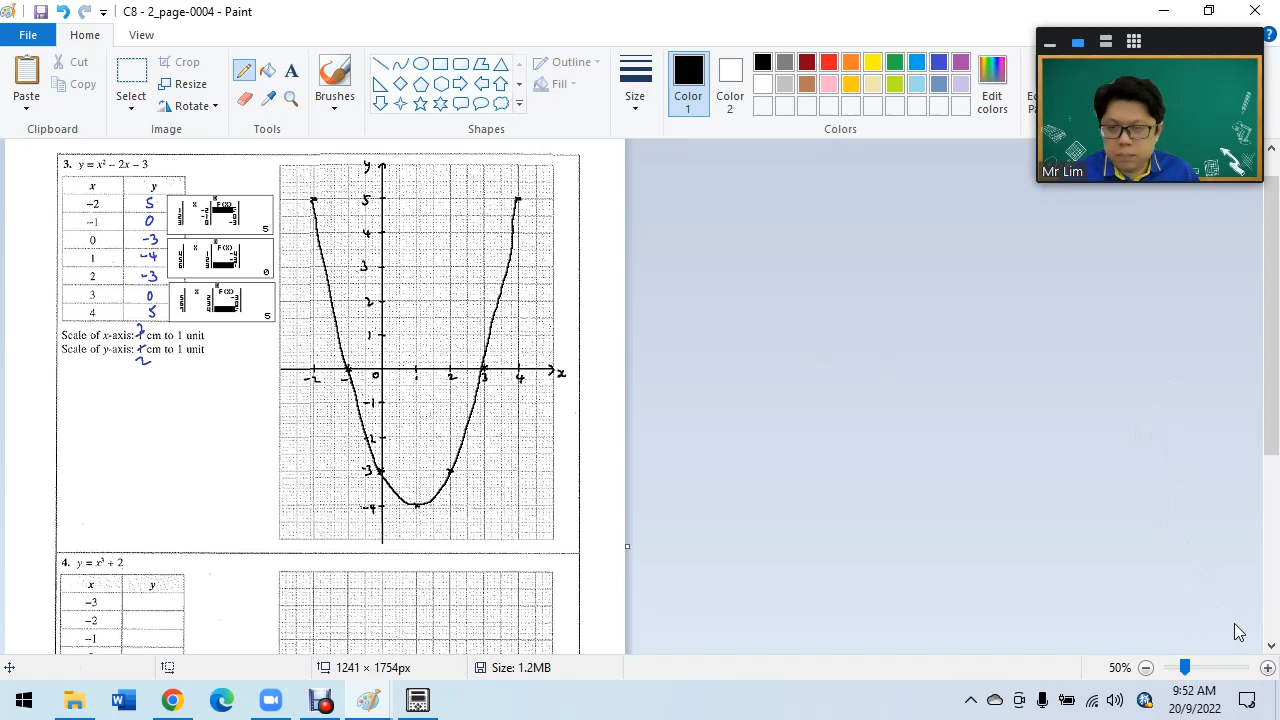 C8 - 2_page-0004 - Paint
File
Home
View
Paste
Cut
Copy
Clipboard
Select
Crop
Resize
Rotate
Image
Tools
Brushes
Shapes
Outline
Fill
Size
Color 1
Color 2
Colors
Edit colors
Mr Lim
3. y = x² – 2x – 3
x y
–2 5
–1 0
0 –3
1 –4
2 –3
3 0
4 5
Scale of x-axis: 2 cm to 1 unit
Scale of y-axis: 2 cm to 1 unit
y
5
4
3
2
1
-2 0 1 2 3 4 x
-1
-2
-3
-4
4. y = x³ + 2
x y
–3
–2
–1
1241 × 1754px
Size: 1.2MB
50%
9:52 AM
20/9/2022